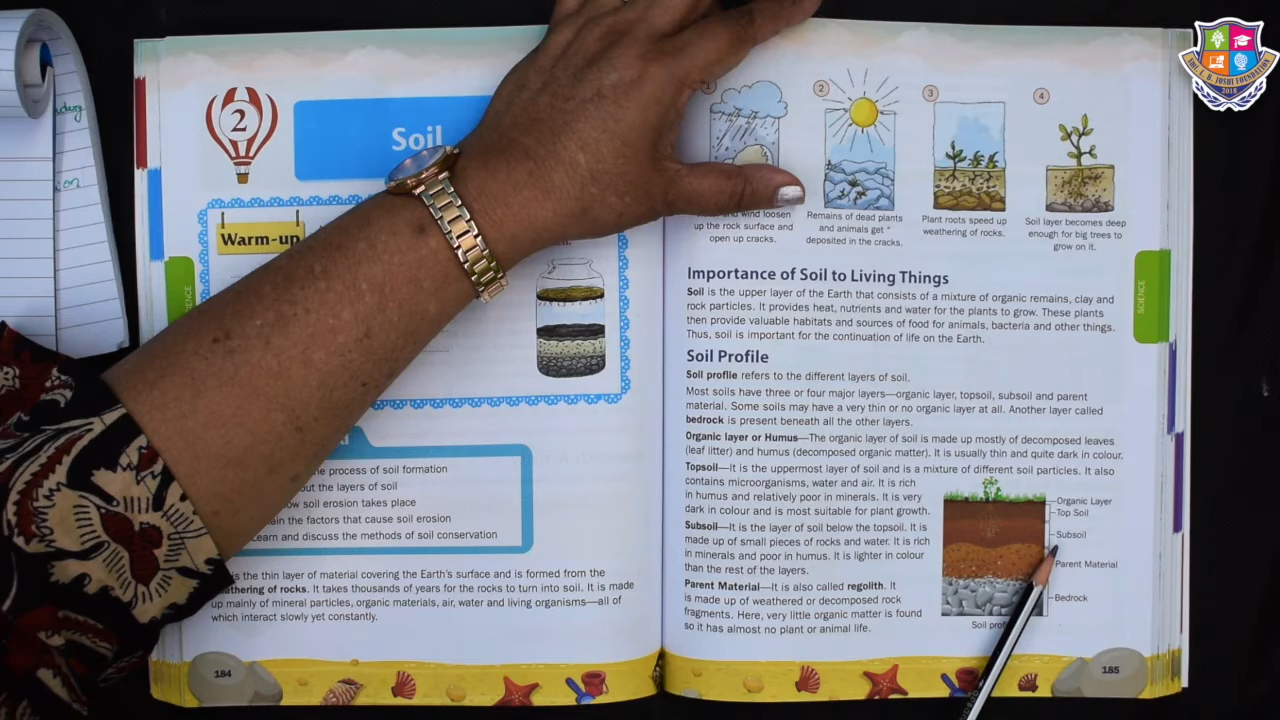 2
Soil
Warm-up
the process of soil formation
out the layers of soil
how soil erosion takes place
ain the factors that cause soil erosion
earn and discuss the methods of soil conservation
is the thin layer of material covering the Earth's surface and is formed from the
athering of rocks. It takes thousands of years for the rocks to turn into soil. It is made
up mainly of mineral particles, organic materials, air, water and living organisms—all of
which interact slowly yet constantly.
184
1
2
3
4
and wind loosen
up the rock surface and
open up cracks.
Remains of dead plants
and animals get
deposited in the cracks.
Plant roots speed up
weathering of rocks.
Soil layer becomes deep
enough for big trees to
grow on it.
Importance of Soil to Living Things
Soil is the upper layer of the Earth that consists of a mixture of organic remains, clay and
rock particles. It provides heat, nutrients and water for the plants to grow. These plants
then provide valuable habitats and sources of food for animals, bacteria and other things.
Thus, soil is important for the continuation of life on the Earth.
Soil Profile
Soil profile refers to the different layers of soil.
Most soils have three or four major layers—organic layer, topsoil, subsoil and parent
material. Some soils may have a very thin or no organic layer at all. Another layer called
bedrock is present beneath all the other layers.
Organic layer or Humus—The organic layer of soil is made up mostly of decomposed leaves
(leaf litter) and humus (decomposed organic matter). It is usually thin and quite dark in colour.
Topsoil—It is the uppermost layer of soil and is a mixture of different soil particles. It also
contains microorganisms, water and air. It is rich
in humus and relatively poor in minerals. It is very
dark in colour and is most suitable for plant growth.
Subsoil—It is the layer of soil below the topsoil. It is
made up of small pieces of rocks and water. It is rich
in minerals and poor in humus. It is lighter in colour
than the rest of the layers.
Parent Material—It is also called regolith. It
is made up of weathered or decomposed rock
fragments. Here, very little organic matter is found
so it has almost no plant or animal life.
Organic Layer
Top Soil
Subsoil
Parent Material
Bedrock
Soil prof
185
SCIENCE
SCIENCE
2018